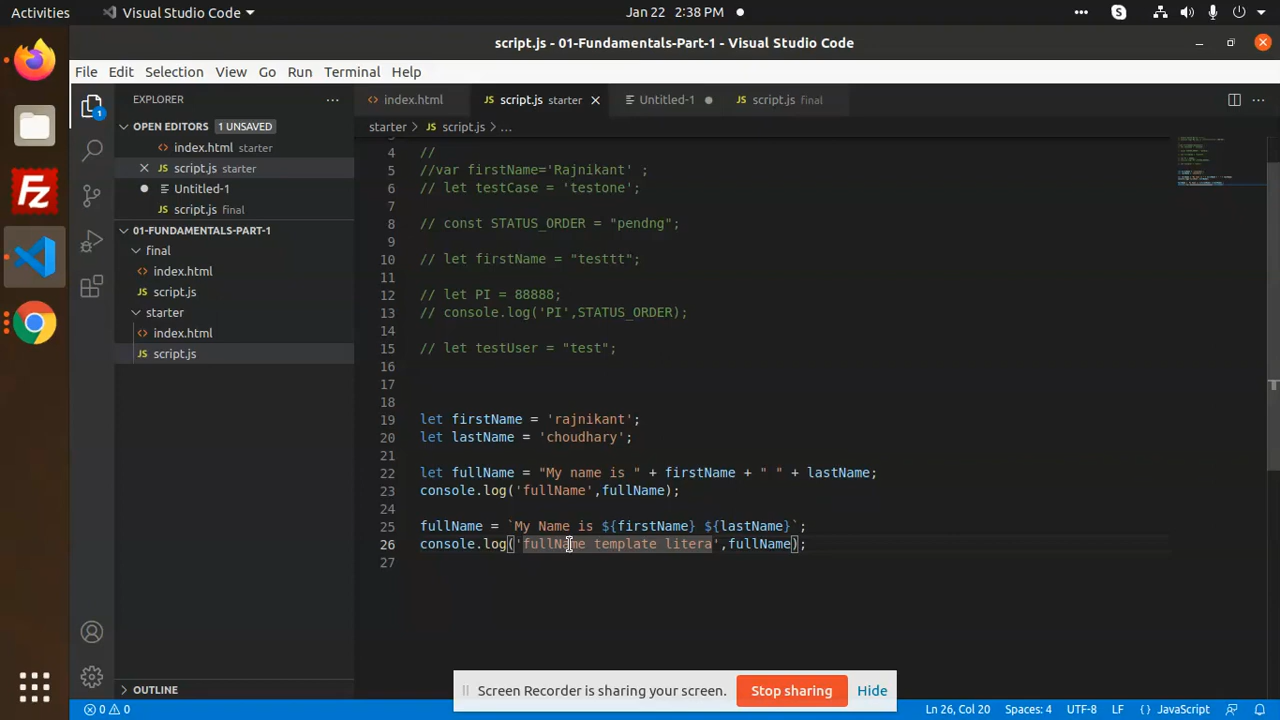 Activities
Visual Studio Code
Jan 22 2:38 PM
script.js - 01-Fundamentals-Part-1 - Visual Studio Code
File Edit Selection View Go Run Terminal Help
EXPLORER
OPEN EDITORS 1 UNSAVED
index.html starter
script.js starter
Untitled-1
script.js final
01-FUNDAMENTALS-PART-1
final
index.html
JS script.js
starter
index.html
JS script.js
OUTLINE
index.html
JS script.js starter
Untitled-1
JS script.js final
starter > JS script.js > ...
4 //
5 //var firstName='Rajnikant' ;
6 // let testCase = 'testone';
7
8 // const STATUS_ORDER = "pendng";
9
10 // let firstName = "testtt";
11
12 // let PI = 88888;
13 // console.log('PI',STATUS_ORDER);
14
15 // let testUser = "test";
16
17
18
19 let firstName = 'rajnikant';
20 let lastName = 'choudhary';
21
22 let fullName = "My name is " + firstName + " " + lastName;
23 console.log('fullName',fullName);
24
25 fullName = `My Name is ${firstName} ${lastName}`;
26 console.log('fullName template litera',fullName);
27
Screen Recorder is sharing your screen. Stop sharing Hide
0 0 Ln 26, Col 20 Spaces: 4 UTF-8 LF {} JavaScript